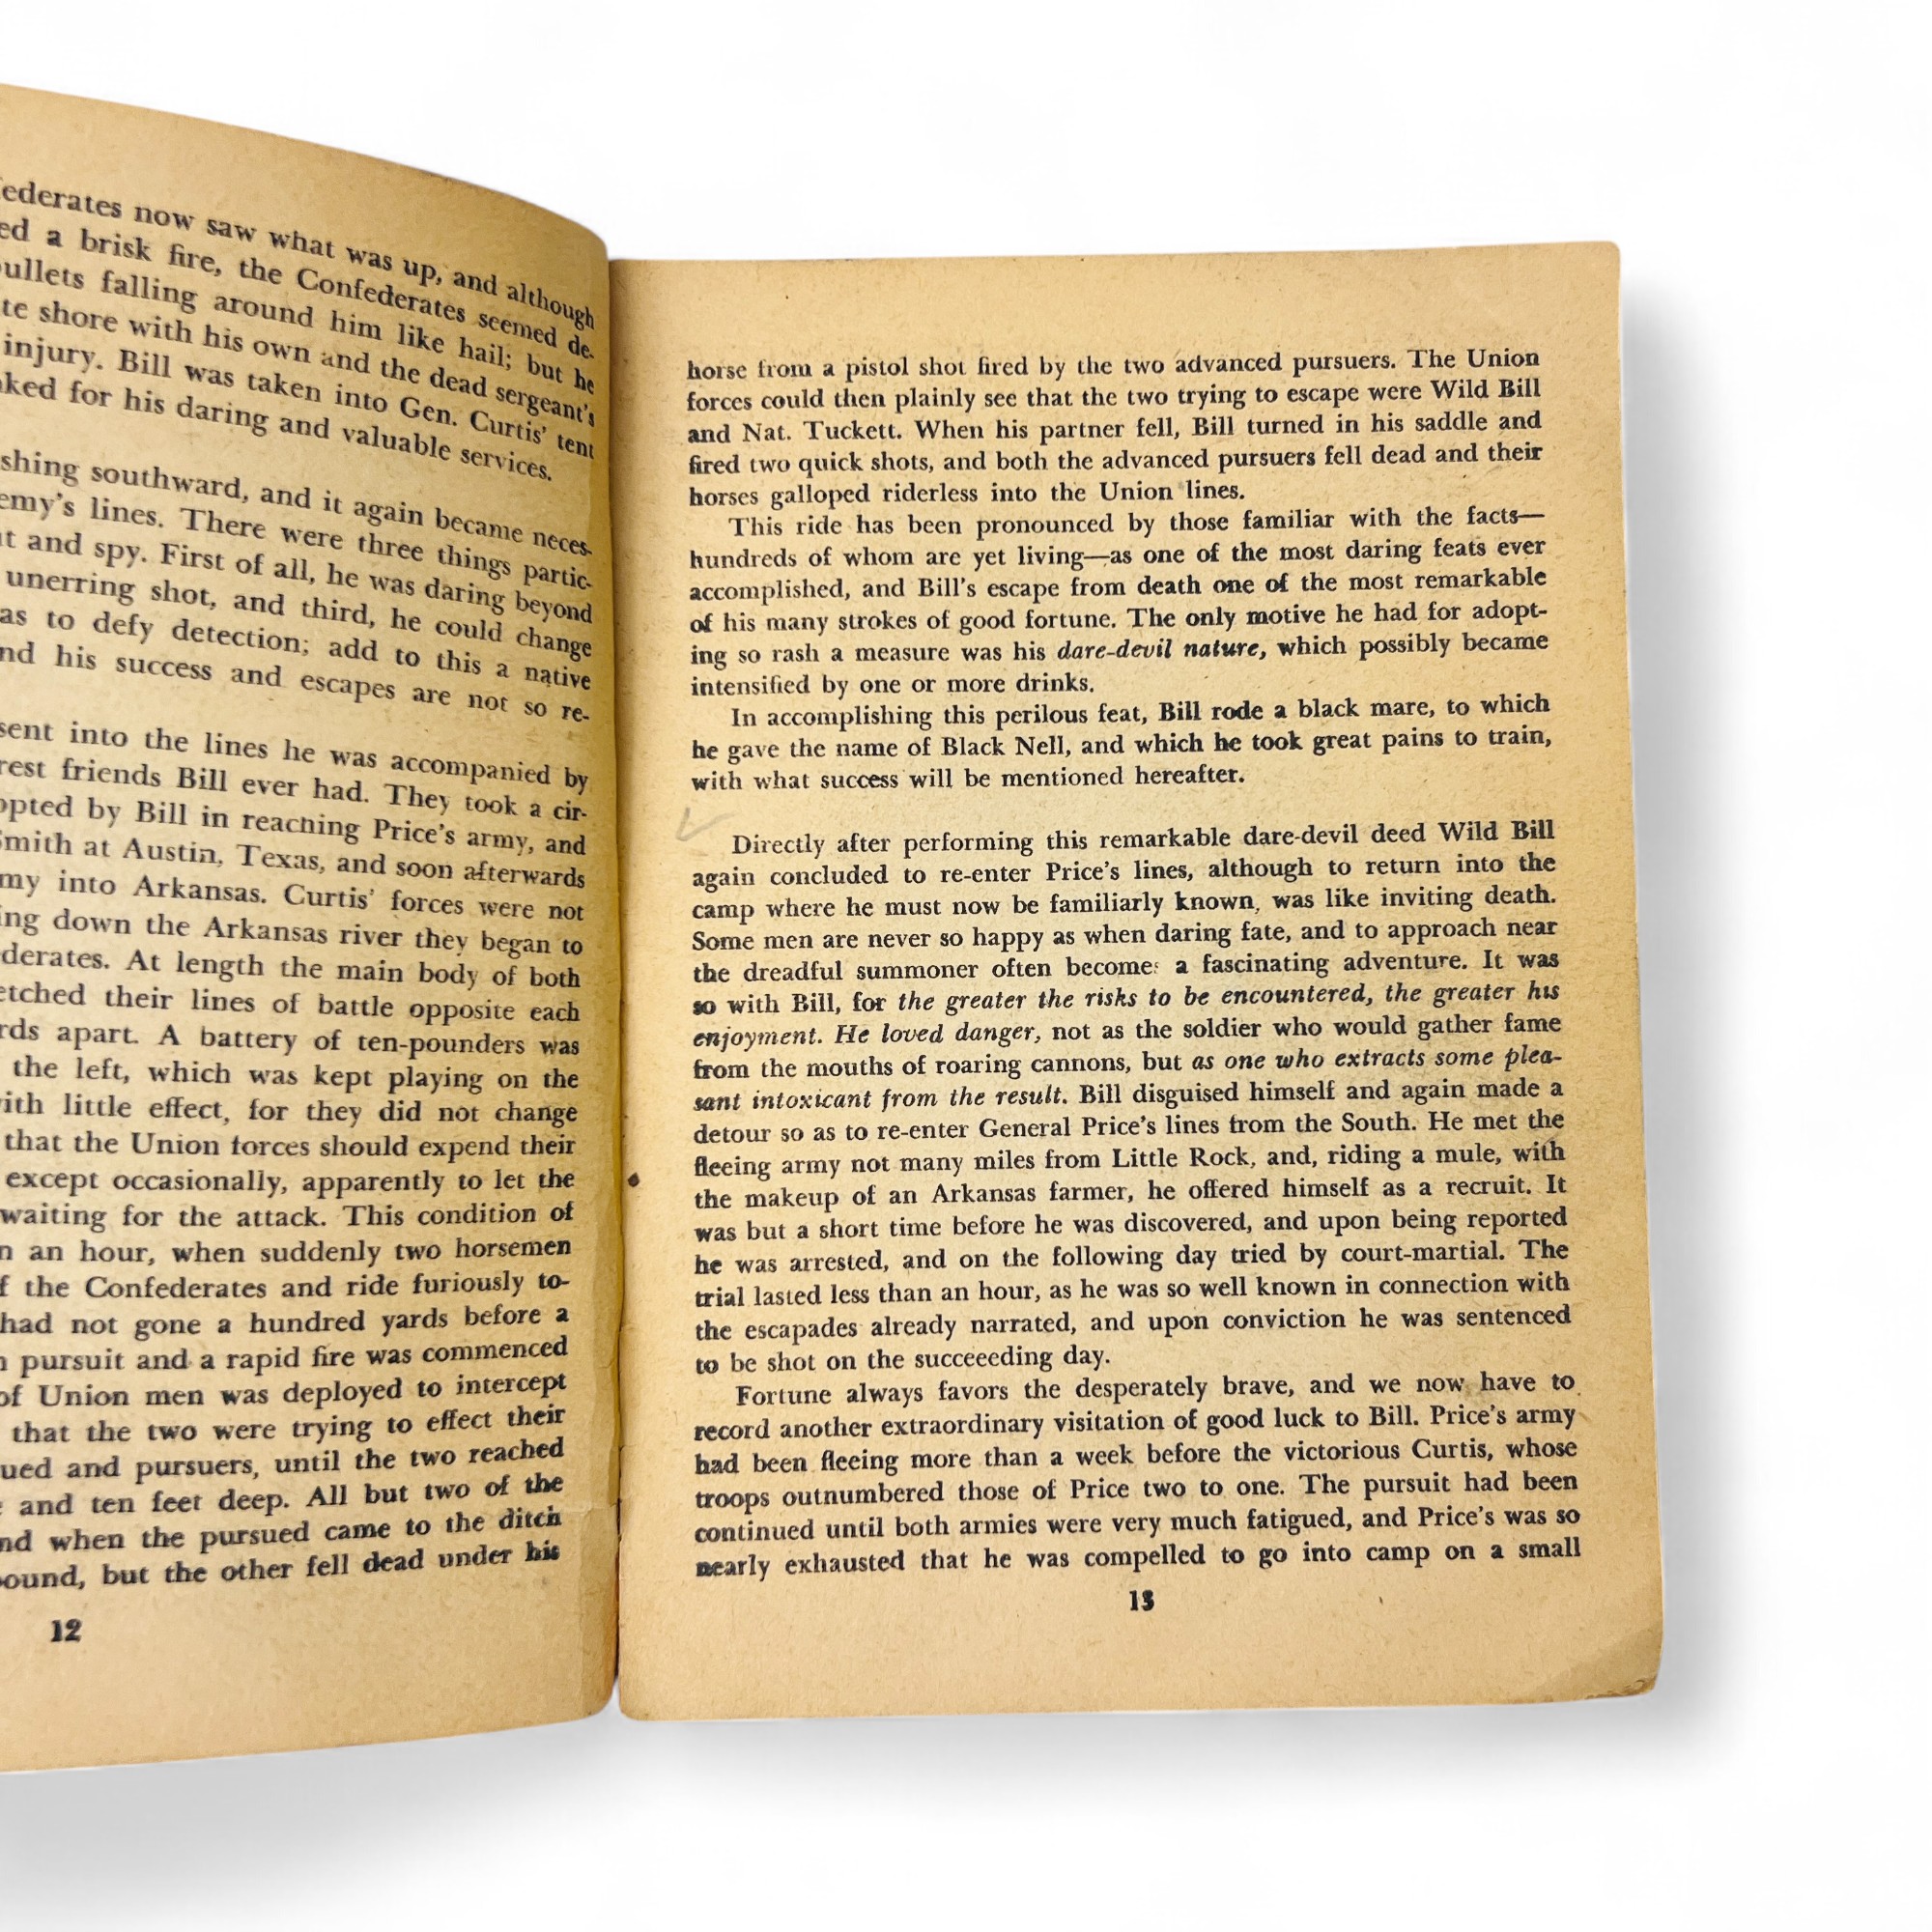 federates now saw what was up, and although
ed a brisk fire, the Confederates seemed de-
bullets falling around him like hail; but he
te shore with his own and the dead sergeant's
injury. Bill was taken into Gen. Curtis' tent
ked for his daring and valuable services.
shing southward, and it again became neces-
emy's lines. There were three things partic-
t and spy. First of all, he was daring beyond
unerring shot, and third, he could change
as to defy detection; add to this a native
nd his success and escapes are not so re-
sent into the lines he was accompanied by
rest friends Bill ever had. They took a cir-
opted by Bill in reaching Price's army, and
Smith at Austin, Texas, and soon afterwards
my into Arkansas. Curtis' forces were not
ing down the Arkansas river they began to
derates. At length the main body of both
etched their lines of battle opposite each
rds apart. A battery of ten-pounders was
the left, which was kept playing on the
ith little effect, for they did not change
that the Union forces should expend their
except occasionally, apparently to let the
waiting for the attack. This condition of
n an hour, when suddenly two horsemen
f the Confederates and ride furiously to-
had not gone a hundred yards before a
n pursuit and a rapid fire was commenced
of Union men was deployed to intercept
that the two were trying to effect their
ued and pursuers, until the two reached
e and ten feet deep. All but two of the
nd when the pursued came to the ditch
bound, but the other fell dead under his
12
horse from a pistol shot fired by the two advanced pursuers. The Union
forces could then plainly see that the two trying to escape were Wild Bill
and Nat. Tuckett. When his partner fell, Bill turned in his saddle and
fired two quick shots, and both the advanced pursuers fell dead and their
horses galloped riderless into the Union lines.
This ride has been pronounced by those familiar with the facts—
hundreds of whom are yet living—as one of the most daring feats ever
accomplished, and Bill's escape from death one of the most remarkable
of his many strokes of good fortune. The only motive he had for adopt-
ing so rash a measure was his dare-devil nature, which possibly became
intensified by one or more drinks.
In accomplishing this perilous feat, Bill rode a black mare, to which
he gave the name of Black Nell, and which he took great pains to train,
with what success will be mentioned hereafter.
Directly after performing this remarkable dare-devil deed Wild Bill
again concluded to re-enter Price's lines, although to return into the
camp where he must now be familiarly known, was like inviting death.
Some men are never so happy as when daring fate, and to approach near
the dreadful summoner often becomes a fascinating adventure. It was
so with Bill, for the greater the risks to be encountered, the greater his
enjoyment. He loved danger, not as the soldier who would gather fame
from the mouths of roaring cannons, but as one who extracts some plea-
sant intoxicant from the result. Bill disguised himself and again made a
detour so as to re-enter General Price's lines from the South. He met the
fleeing army not many miles from Little Rock, and, riding a mule, with
the makeup of an Arkansas farmer, he offered himself as a recruit. It
was but a short time before he was discovered, and upon being reported
he was arrested, and on the following day tried by court-martial. The
trial lasted less than an hour, as he was so well known in connection with
the escapades already narrated, and upon conviction he was sentenced
to be shot on the succeeeding day.
Fortune always favors the desperately brave, and we now have to
record another extraordinary visitation of good luck to Bill. Price's army
had been fleeing more than a week before the victorious Curtis, whose
troops outnumbered those of Price two to one. The pursuit had been
continued until both armies were very much fatigued, and Price's was so
nearly exhausted that he was compelled to go into camp on a small
13